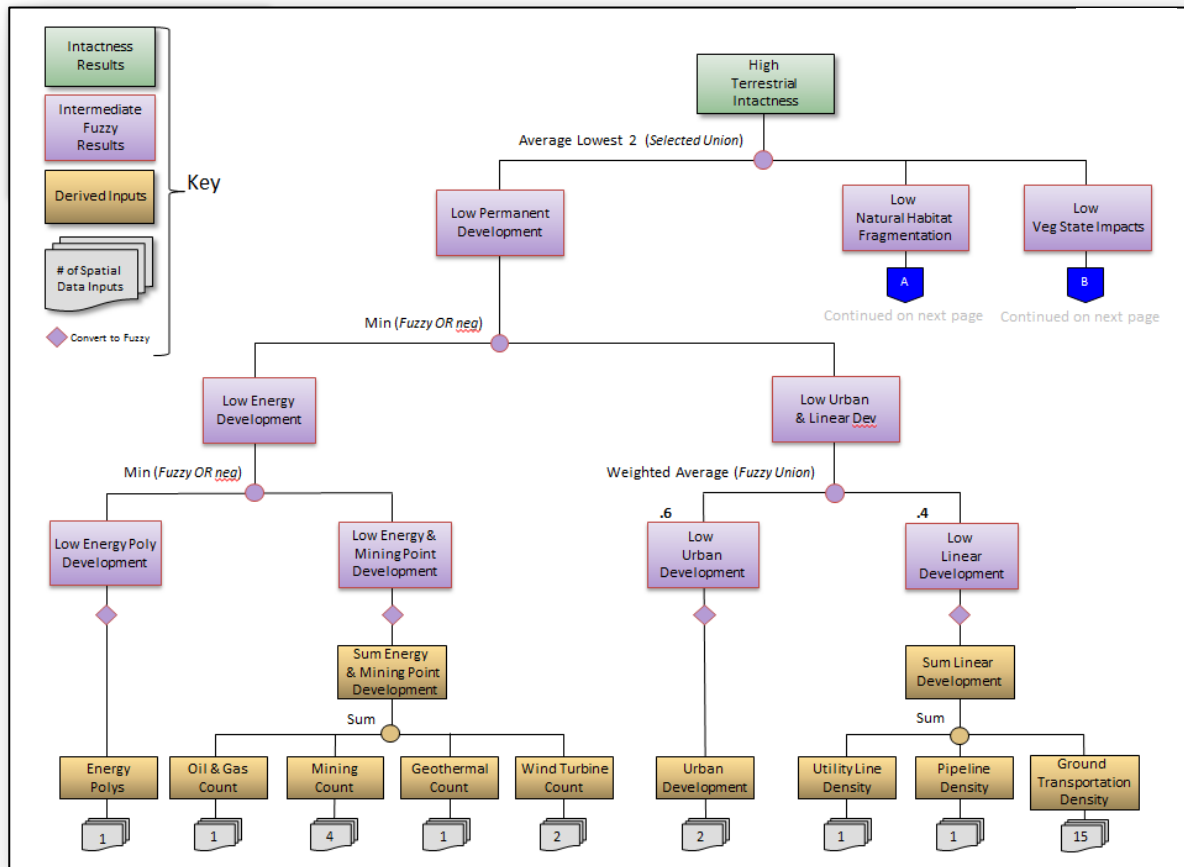 Intactness
Results
Intermediate
Fuzzy
Results
Derived Inputs
# of Spatial
Data Inputs
Convert to Fuzzy
Key
High
Terrestrial
Intactness
Average Lowest 2 (Selected Union)
Low Permanent
Development
Low
Natural Habitat
Fragmentation
Low
Veg State Impacts
A
B
Continued on next page
Continued on next page
Min (Fuzzy OR neg)
Low Energy
Development
Low Urban
& Linear Dev
Min (Fuzzy OR neg)
Weighted Average (Fuzzy Union)
.6
.4
Low Energy Poly
Development
Low Energy &
Mining Point
Development
Low
Urban
Development
Low
Linear
Development
Sum Energy
& Mining Point
Development
Sum Linear
Development
Sum
Sum
Energy
Polys
Oil & Gas
Count
Mining
Count
Geothermal
Count
Wind Turbine
Count
Urban
Development
Utility Line
Density
Pipeline
Density
Ground
Transportation
Density
1
1
4
1
2
2
1
1
15